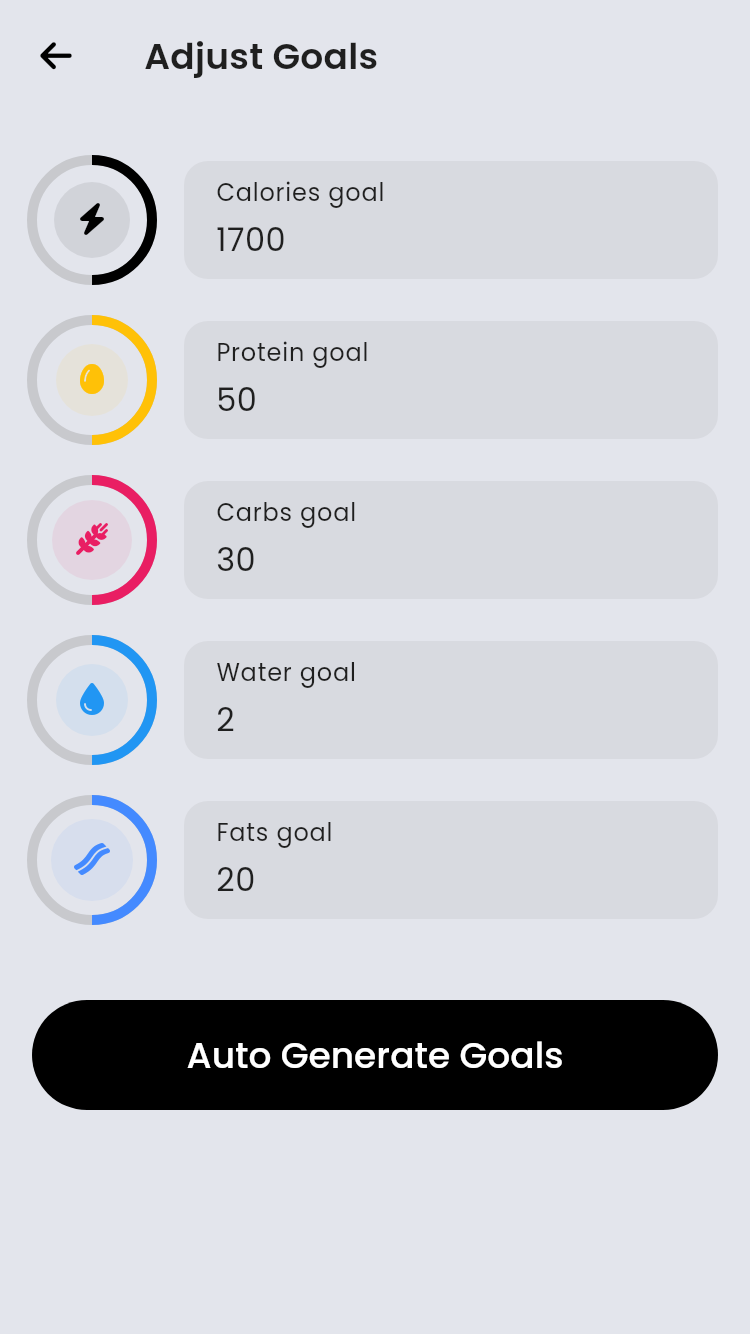 Adjust Goals
Calories goal
1700
Protein goal
50
Carbs goal
30
Water goal
2
Fats goal
20
Auto Generate Goals